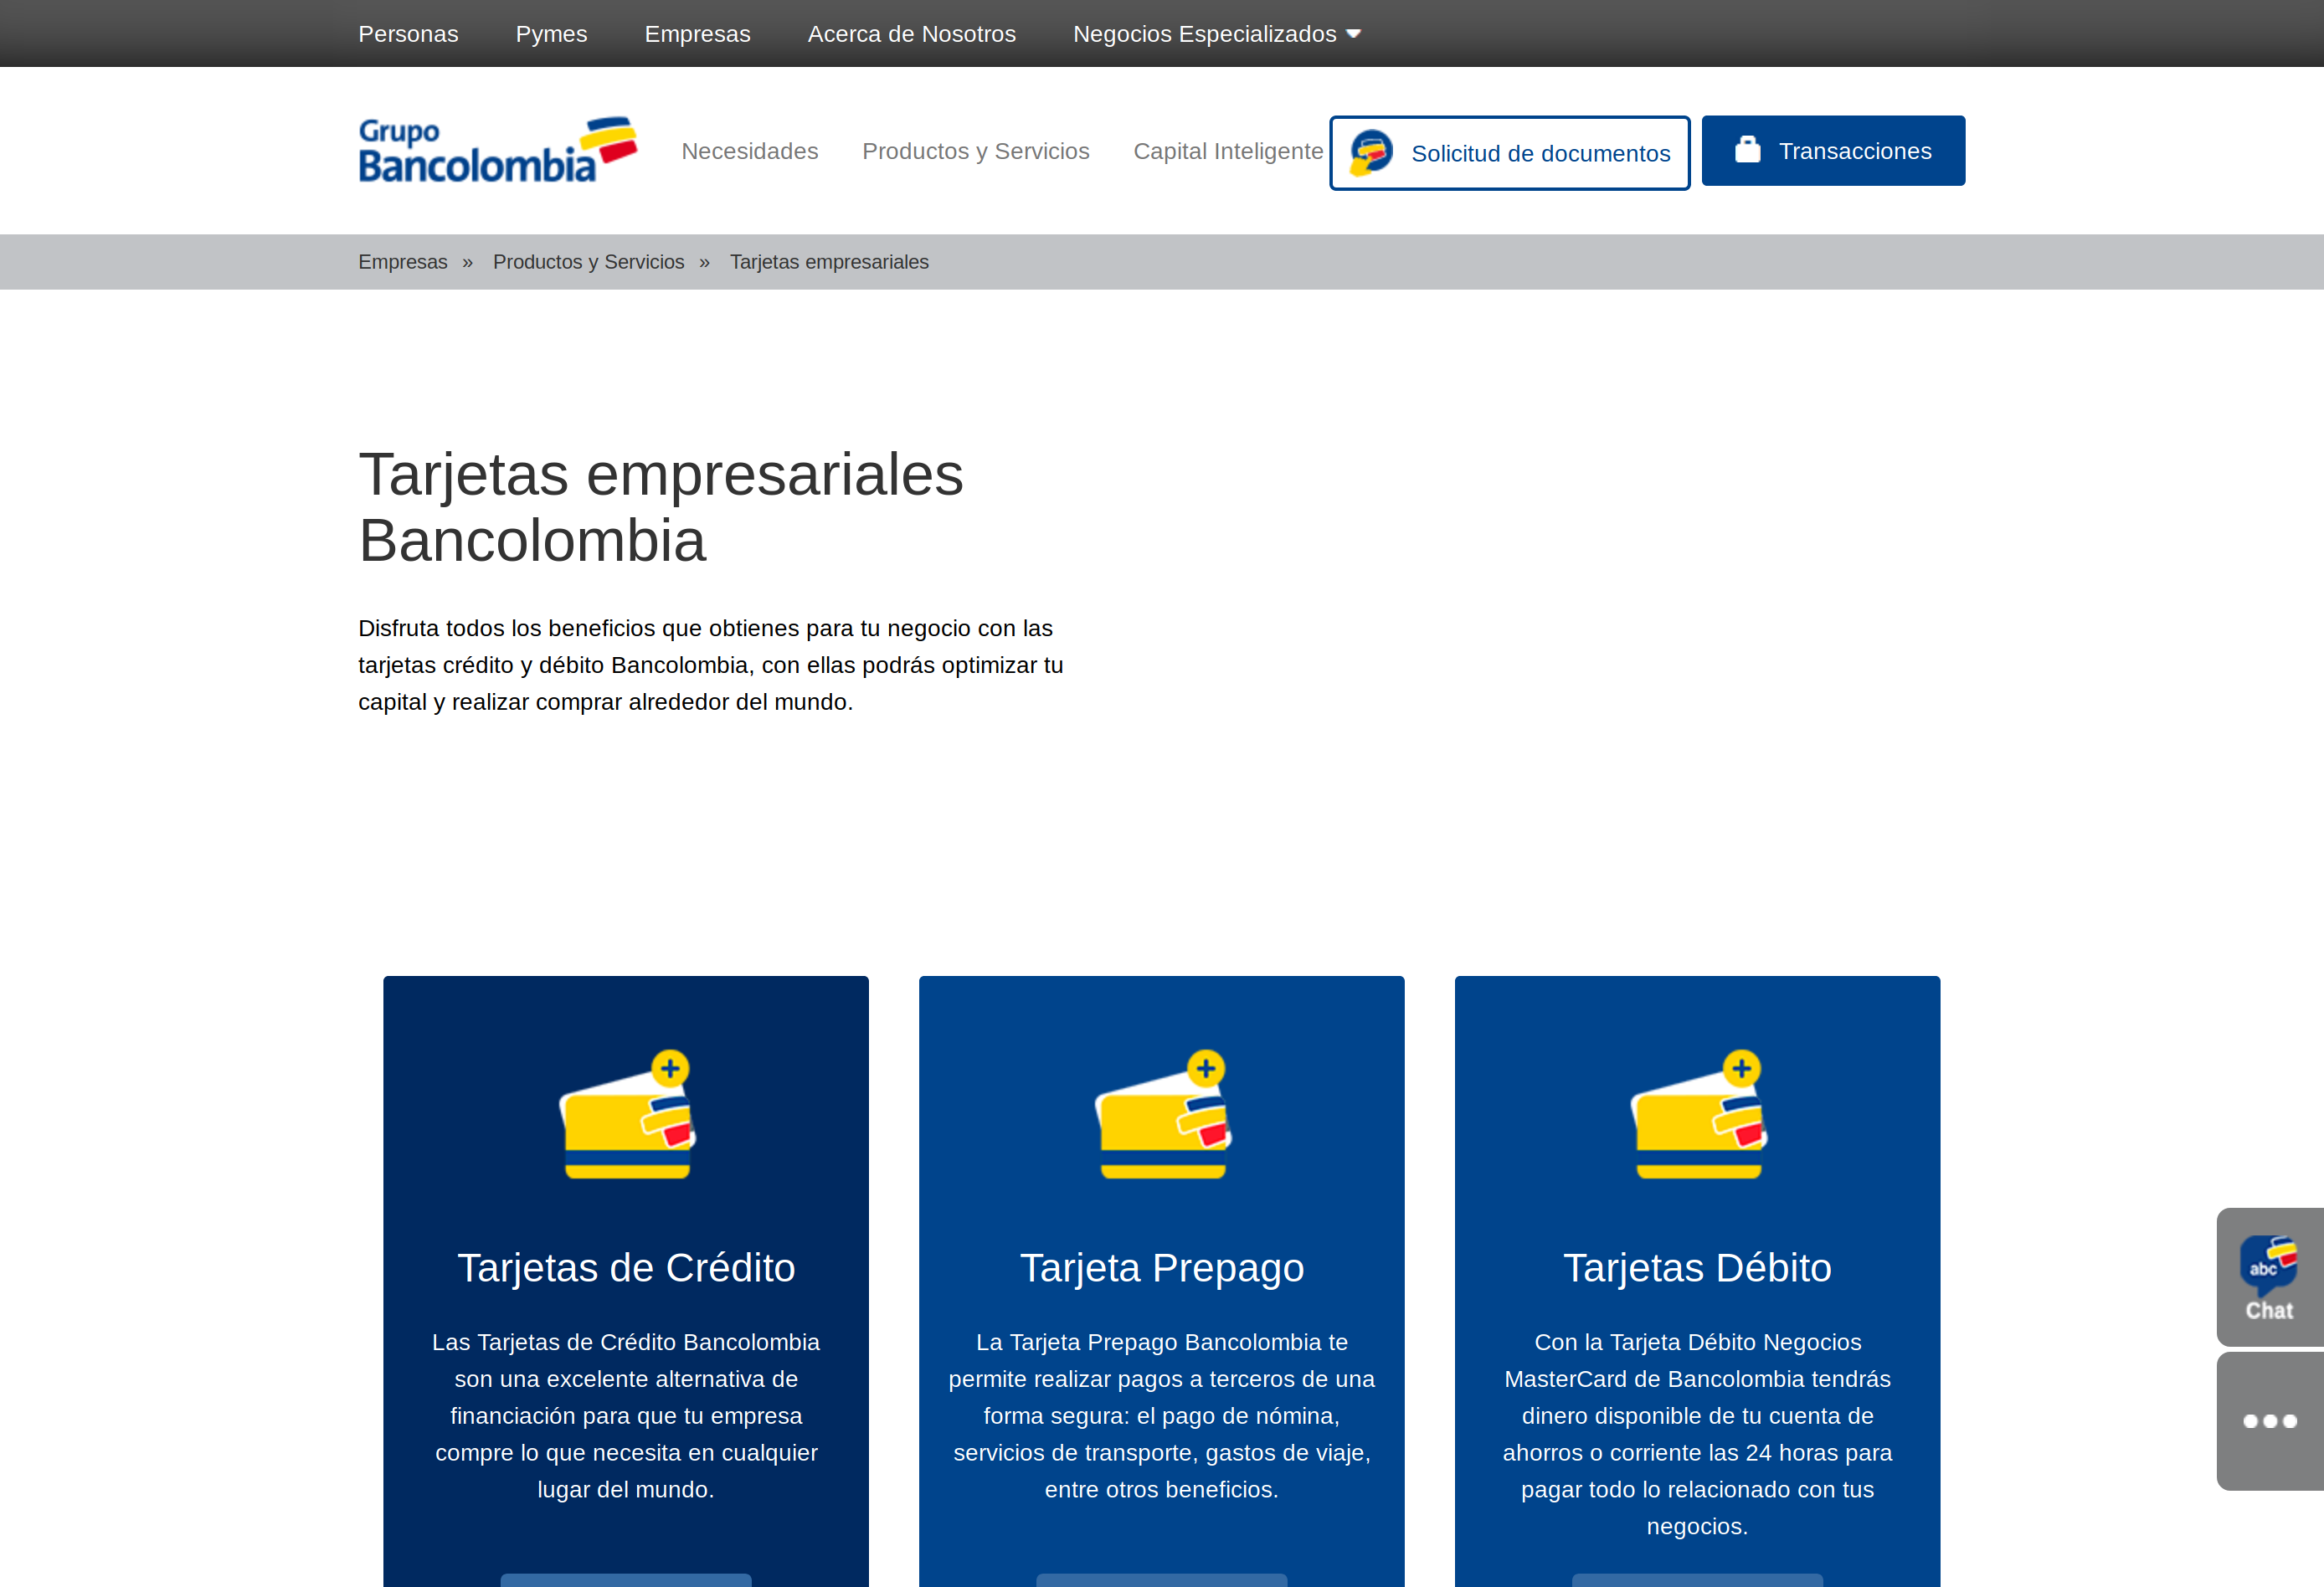 Personas Pymes Empresas Acerca de Nosotros Negocios Especializados
Grupo
Bancolombia
Necesidades Productos y Servicios Capital Inteligente Solicitud de documentos Transacciones
Empresas » Productos y Servicios » Tarjetas empresariales
Tarjetas empresariales
Bancolombia
Disfruta todos los beneficios que obtienes para tu negocio con las
tarjetas crédito y débito Bancolombia, con ellas podrás optimizar tu
capital y realizar comprar alrededor del mundo.
Tarjetas de Crédito
Las Tarjetas de Crédito Bancolombia
son una excelente alternativa de
financiación para que tu empresa
compre lo que necesita en cualquier
lugar del mundo.
Tarjeta Prepago
La Tarjeta Prepago Bancolombia te
permite realizar pagos a terceros de una
forma segura: el pago de nómina,
servicios de transporte, gastos de viaje,
entre otros beneficios.
Tarjetas Débito
Con la Tarjeta Débito Negocios
MasterCard de Bancolombia tendrás
dinero disponible de tu cuenta de
ahorros o corriente las 24 horas para
pagar todo lo relacionado con tus
negocios.
abc
Chat